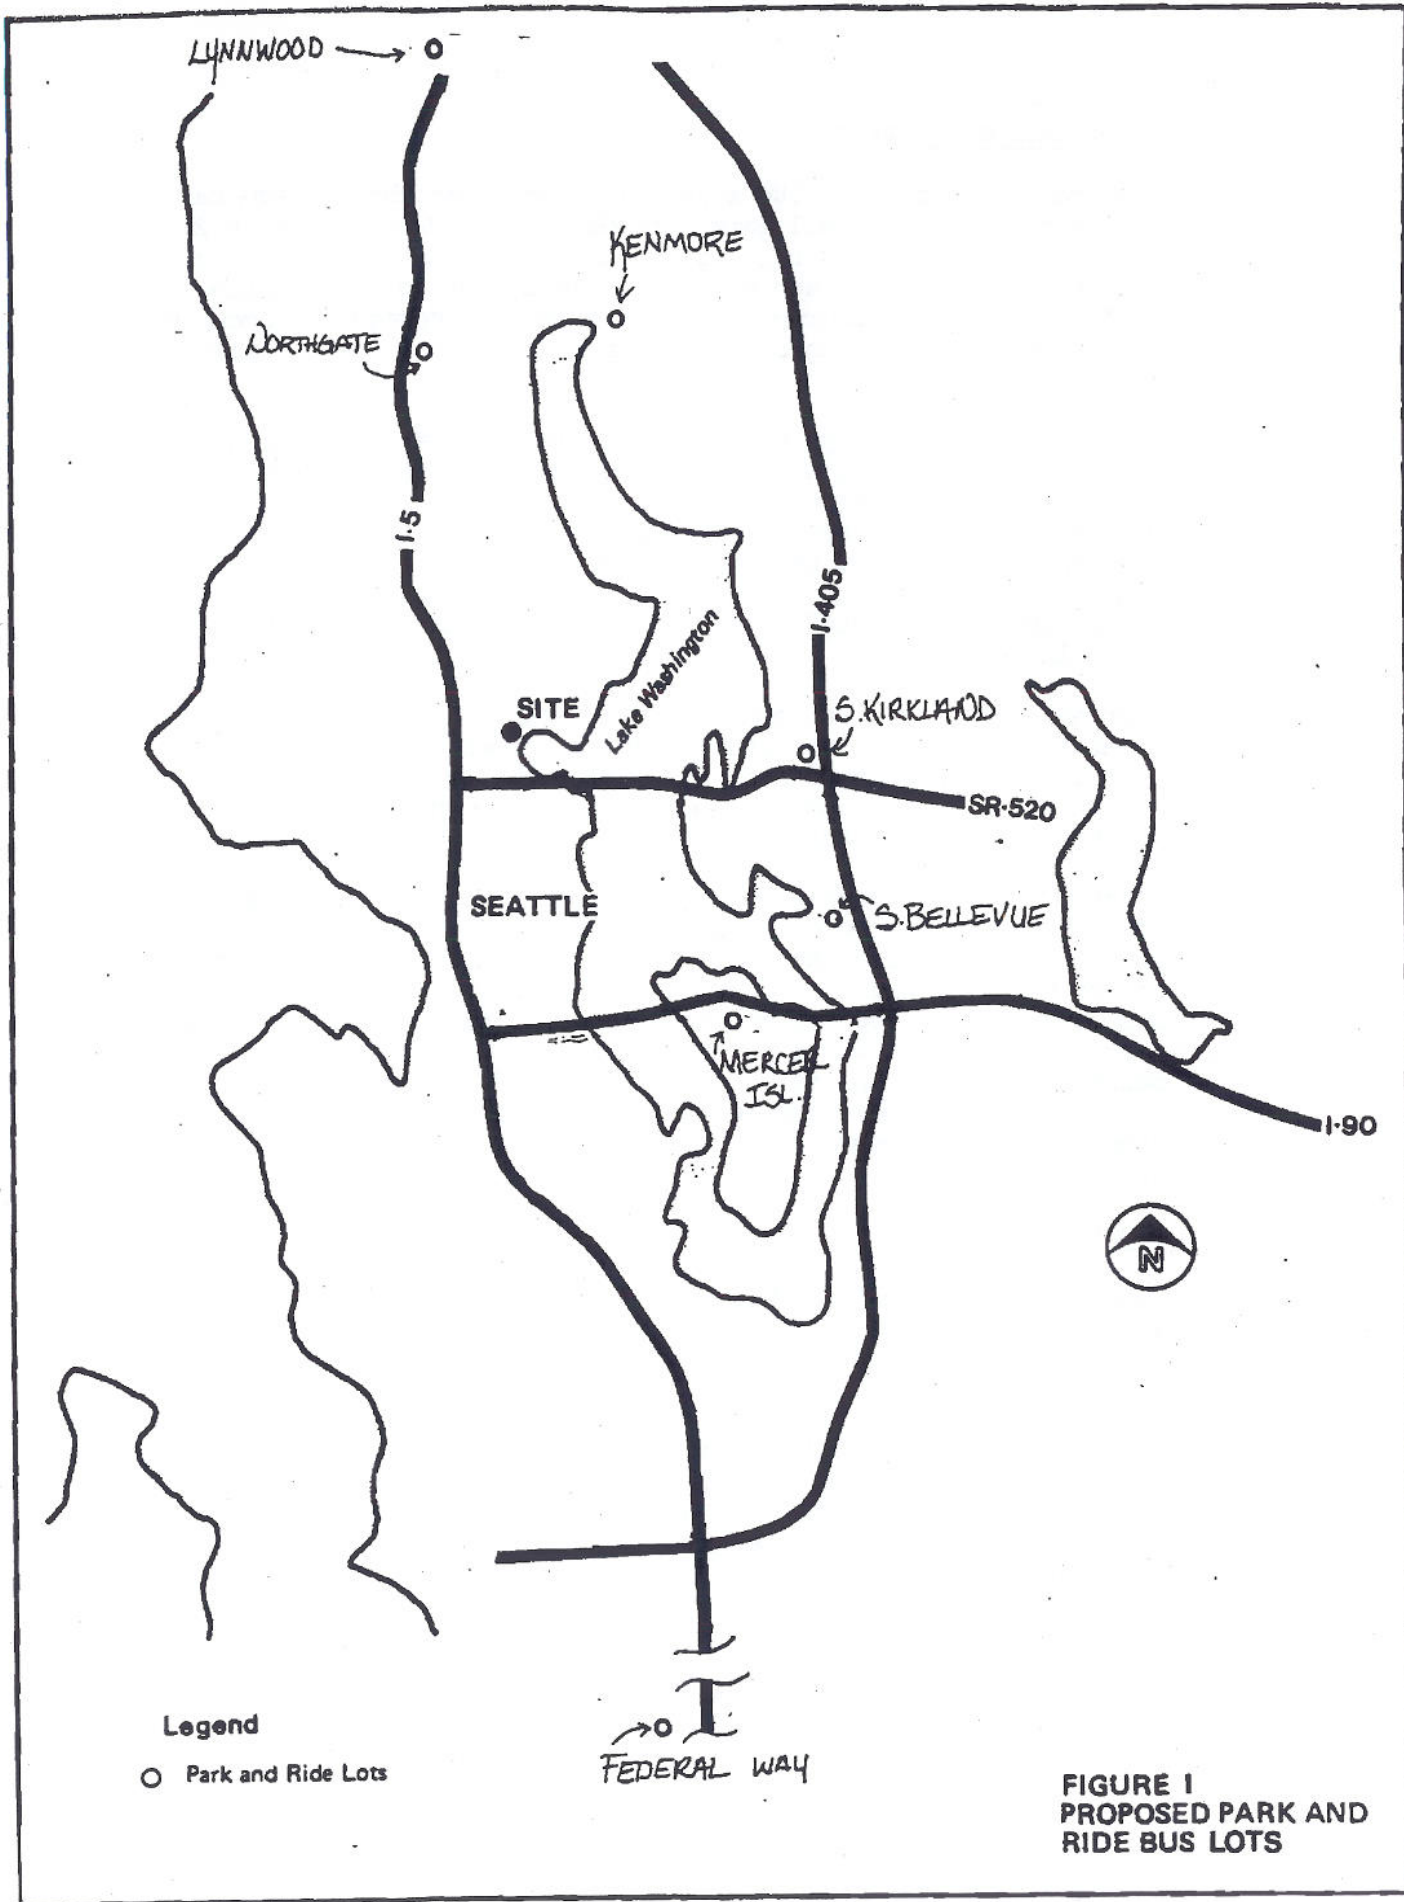 LYNNWOOD
KENMORE
NORTHGATE
I-5
I-405
Lake Washington
SITE
S. KIRKLAND
SR-520
SEATTLE
S. BELLEVUE
MERCER
ISL.
I-90
N
Legend
Park and Ride Lots
FEDERAL WAY
FIGURE 1
PROPOSED PARK AND
RIDE BUS LOTS